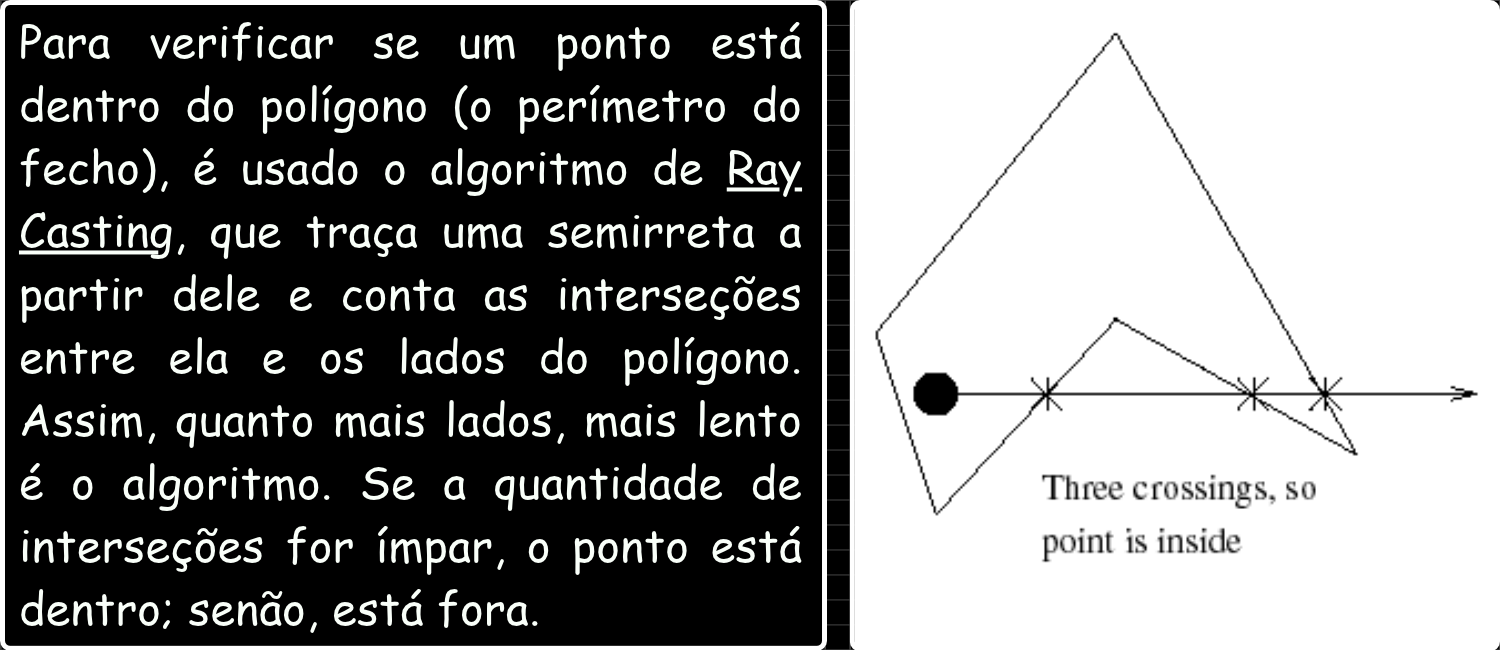 Para verificar se um ponto está
dentro do polígono (o perímetro do
fecho), é usado o algoritmo de Ray
Casting, que traça uma semirreta a
partir dele e conta as interseções
entre ela e os lados do polígono.
Assim, quanto mais lados, mais lento
é o algoritmo. Se a quantidade de
interseções for ímpar, o ponto está
dentro; senão, está fora.
Three crossings, so
point is inside